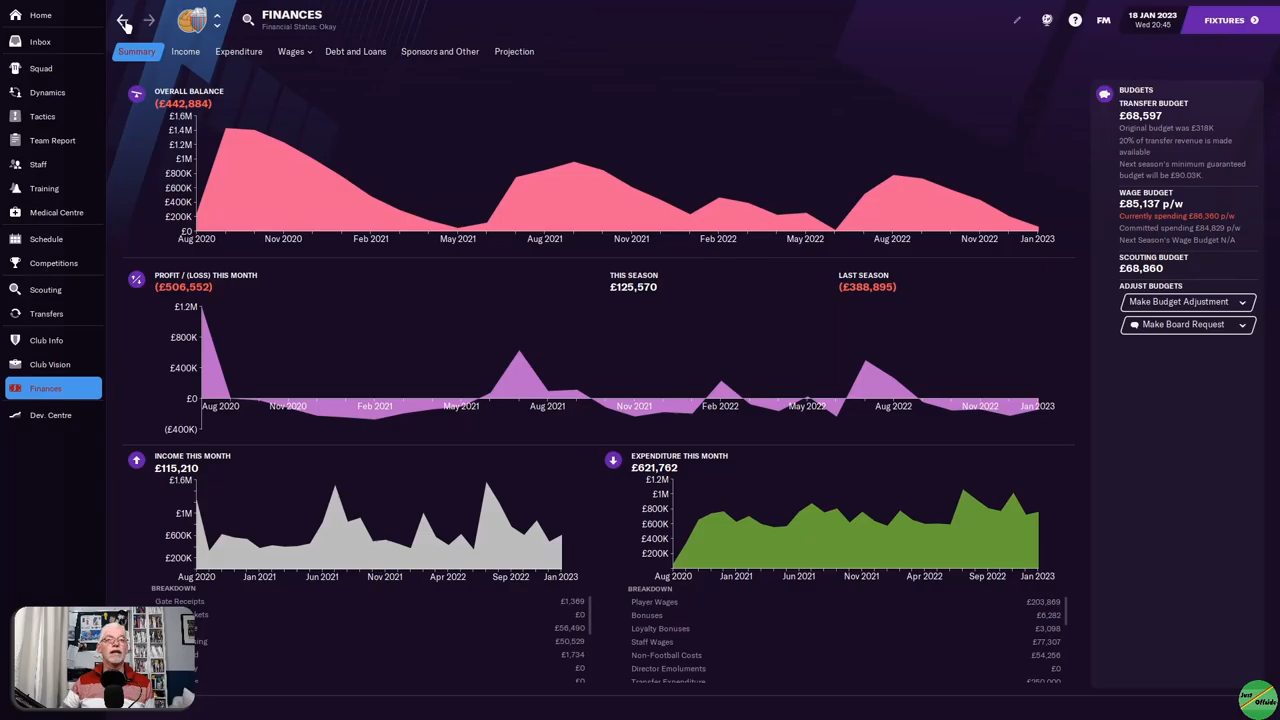 Home
Inbox
Squad
Dynamics
Tactics
Team Report
Staff
Training
Medical Centre
Schedule
Competitions
Scouting
Transfers
Club Info
Club Vision
Finances
Dev. Centre
FINANCES
Financial Status: Okay
FM
18 JAN 2023
Wed 20:45
FIXTURES
Summary
Income
Expenditure
Wages
Debt and Loans
Sponsors and Other
Projection
OVERALL BALANCE
(£442,884)
£1.6M
£1.4M
£1.2M
£1M
£800K
£600K
£400K
£200K
£0
Aug 2020 Nov 2020 Feb 2021 May 2021 Aug 2021 Nov 2021 Feb 2022 May 2022 Aug 2022 Nov 2022 Jan 2023
PROFIT / (LOSS) THIS MONTH
(£506,552)
THIS SEASON
£125,570
LAST SEASON
(£388,895)
£1.2M
£800K
£400K
£0
(£400K)
Aug 2020 Nov 2020 Feb 2021 May 2021 Aug 2021 Nov 2021 Feb 2022 May 2022 Aug 2022 Nov 2022 Jan 2023
INCOME THIS MONTH
£115,210
£1.6M
£1M
£600K
£200K
Aug 2020 Jan 2021 Jun 2021 Nov 2021 Apr 2022 Sep 2022 Jan 2023
BREAKDOWN
Gate Receipts £1,369
£0
£56,490
£50,529
£1,734
£0
£0
EXPENDITURE THIS MONTH
£621,762
£1.2M
£1M
£800K
£600K
£400K
£200K
Aug 2020 Jan 2021 Jun 2021 Nov 2021 Apr 2022 Sep 2022 Jan 2023
BREAKDOWN
Player Wages £203,869
Bonuses £6,282
Loyalty Bonuses £3,098
Staff Wages £77,307
Non-Football Costs £54,256
Director Emoluments £0
Transfer Expenditure £250,000
BUDGETS
TRANSFER BUDGET
£68,597
Original budget was £318K
20% of transfer revenue is made
available
Next season's minimum guaranteed
budget will be £90.03K.
WAGE BUDGET
£85,137 p/w
Currently spending £86,360 p/w
Committed spending £84,829 p/w
Next Season's Wage Budget N/A
SCOUTING BUDGET
£68,860
ADJUST BUDGETS
Make Budget Adjustment
Make Board Request
Just
Offside